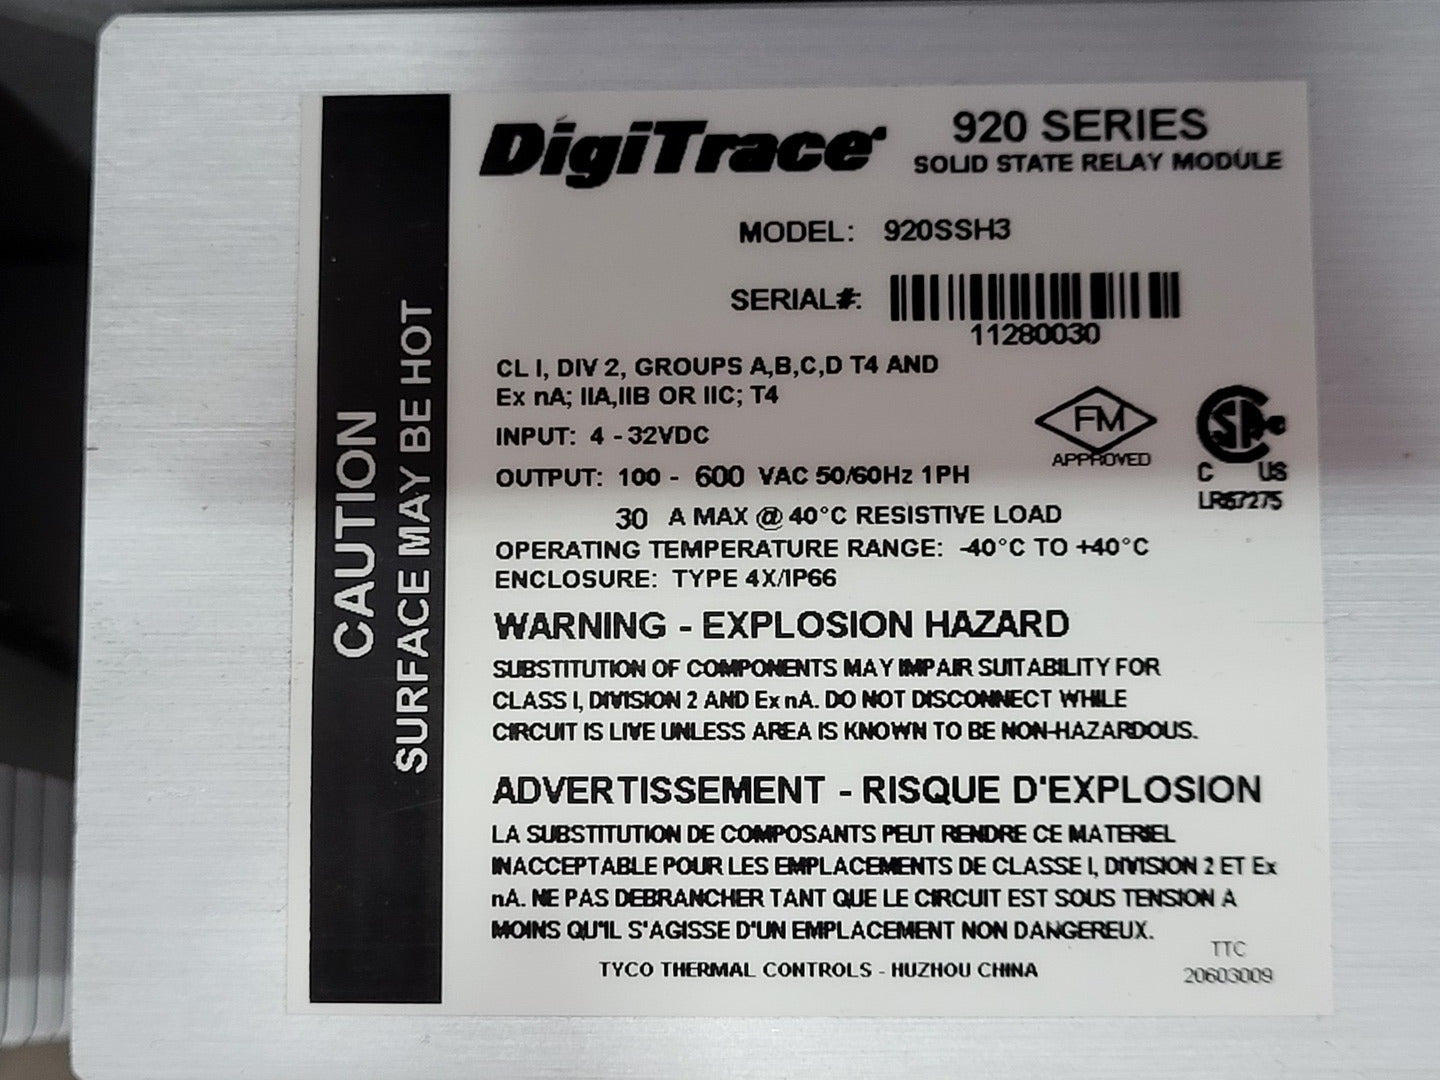 CAUTION
SURFACE MAY BE HOT
DigiTrace
920 SERIES
SOLID STATE RELAY MODULE
MODEL: 920SSH3
SERIAL#:
11280030
CL I, DIV 2, GROUPS A,B,C,D T4 AND
Ex nA; IIA,IIB OR IIC; T4
INPUT: 4 - 32VDC
OUTPUT: 100 - 600 VAC 50/60Hz 1PH
30 A MAX @ 40°C RESISTIVE LOAD
OPERATING TEMPERATURE RANGE: -40°C TO +40°C
ENCLOSURE: TYPE 4X/IP66
FM
APPROVED
SP
C US
LR67275
WARNING - EXPLOSION HAZARD
SUBSTITUTION OF COMPONENTS MAY IMPAIR SUITABILITY FOR
CLASS I, DIVISION 2 AND Ex nA. DO NOT DISCONNECT WHILE
CIRCUIT IS LIVE UNLESS AREA IS KNOWN TO BE NON-HAZARDOUS.
ADVERTISSEMENT - RISQUE D'EXPLOSION
LA SUBSTITUTION DE COMPOSANTS PEUT RENDRE CE MATERIEL
INACCEPTABLE POUR LES EMPLACEMENTS DE CLASSE I, DIVISION 2 ET Ex
nA. NE PAS DEBRANCHER TANT QUE LE CIRCUIT EST SOUS TENSION A
MOINS QU'IL S'AGISSE D'UN EMPLACEMENT NON DANGEREUX.
TYCO THERMAL CONTROLS - HUZHOU CHINA
TTC
20603009